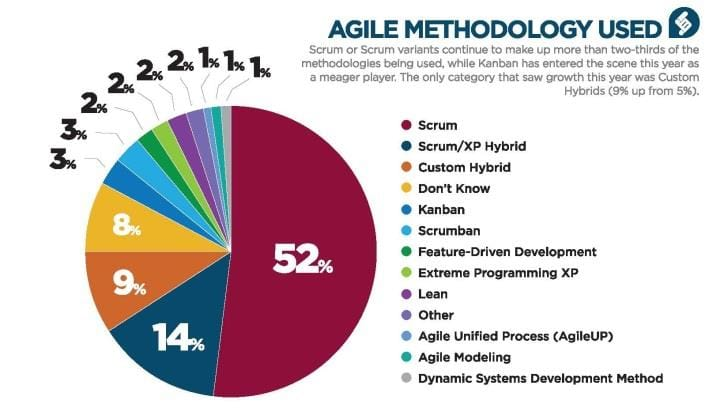 AGILE METHODOLOGY USED
Scrum or Scrum variants continue to make up more than two-thirds of the
methodologies being used, while Kanban has entered the scene this year as
a meager player. The only category that saw growth this year was Custom
Hybrids (9% up from 5%).
3%
3%
2%
2%
2%
2%
1%
1%
1%
8%
9%
14%
52%
Scrum
Scrum/XP Hybrid
Custom Hybrid
Don't Know
Kanban
Scrumban
Feature-Driven Development
Extreme Programming XP
Lean
Other
Agile Unified Process (AgileUP)
Agile Modeling
Dynamic Systems Development Method